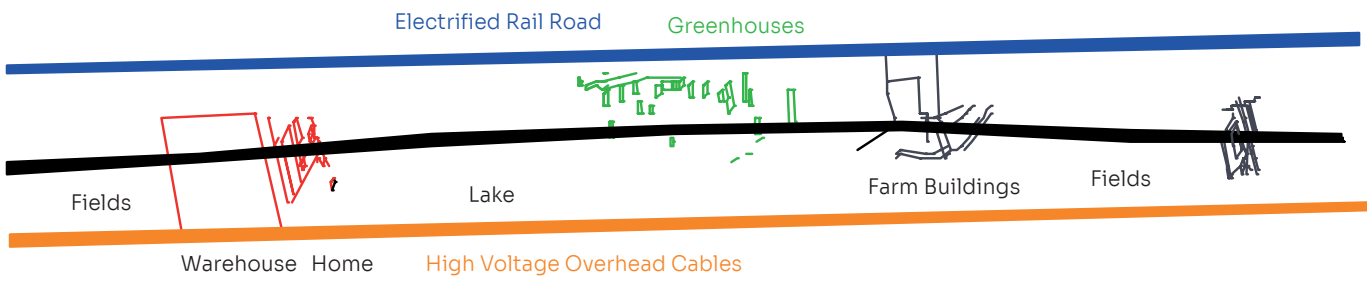 Electrified Rail Road
Greenhouses
Fields
Lake
Farm Buildings
Fields
Warehouse
Home
High Voltage Overhead Cables